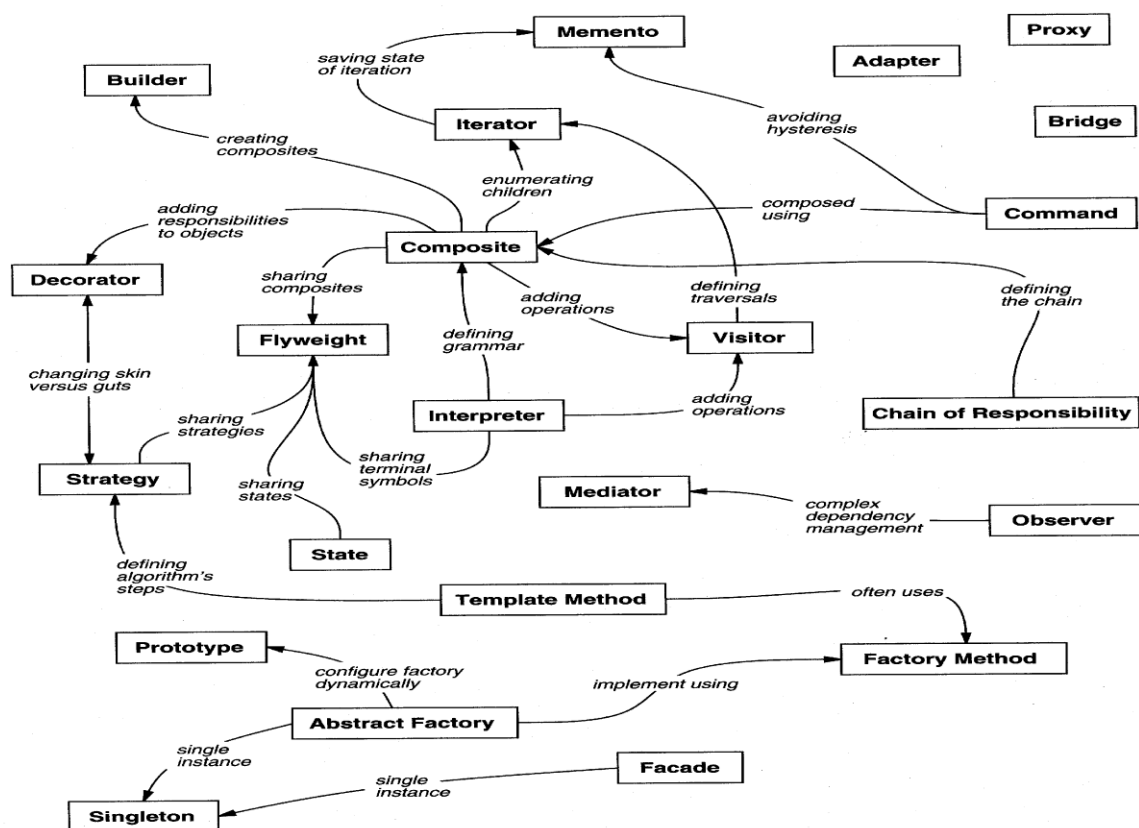 Memento
Proxy
saving state
of iteration
Adapter
Builder
Iterator
avoiding
hysteresis
Bridge
creating
composites
enumerating
children
adding
responsibilities
to objects
composed
using
Command
Composite
Decorator
sharing
composites
adding
operations
defining
traversals
defining
the chain
Flyweight
defining
grammar
Visitor
changing skin
versus guts
sharing
strategies
Interpreter
adding
operations
Chain of Responsibility
Strategy
sharing
terminal
symbols
sharing
states
Mediator
complex
dependency
management
Observer
State
defining
algorithm's
steps
Template Method
often uses
Prototype
Factory Method
configure factory
dynamically
implement using
Abstract Factory
single
instance
Facade
single
instance
Singleton